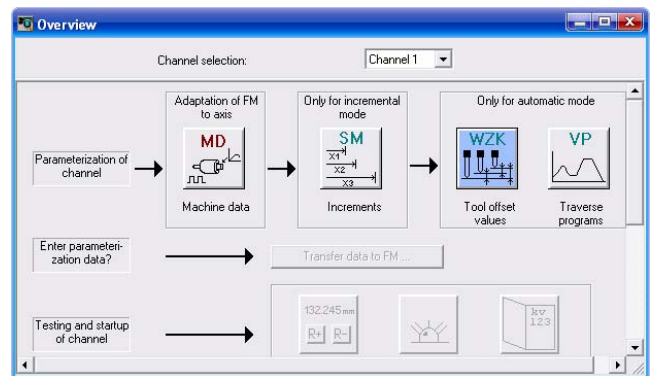 Overview
Channel selection:
Channel 1
Adaptation of FM
to axis
Only for incremental
mode
Only for automatic mode
Parameterization of
channel
MD
SM
X1
X2
X3
WZK
VP
Machine data
Increments
Tool offset
values
Traverse
programs
Enter parameteri-
zation data?
Transfer data to FM ...
Testing and startup
of channel
132.245 mm
R+ R-
kv
123